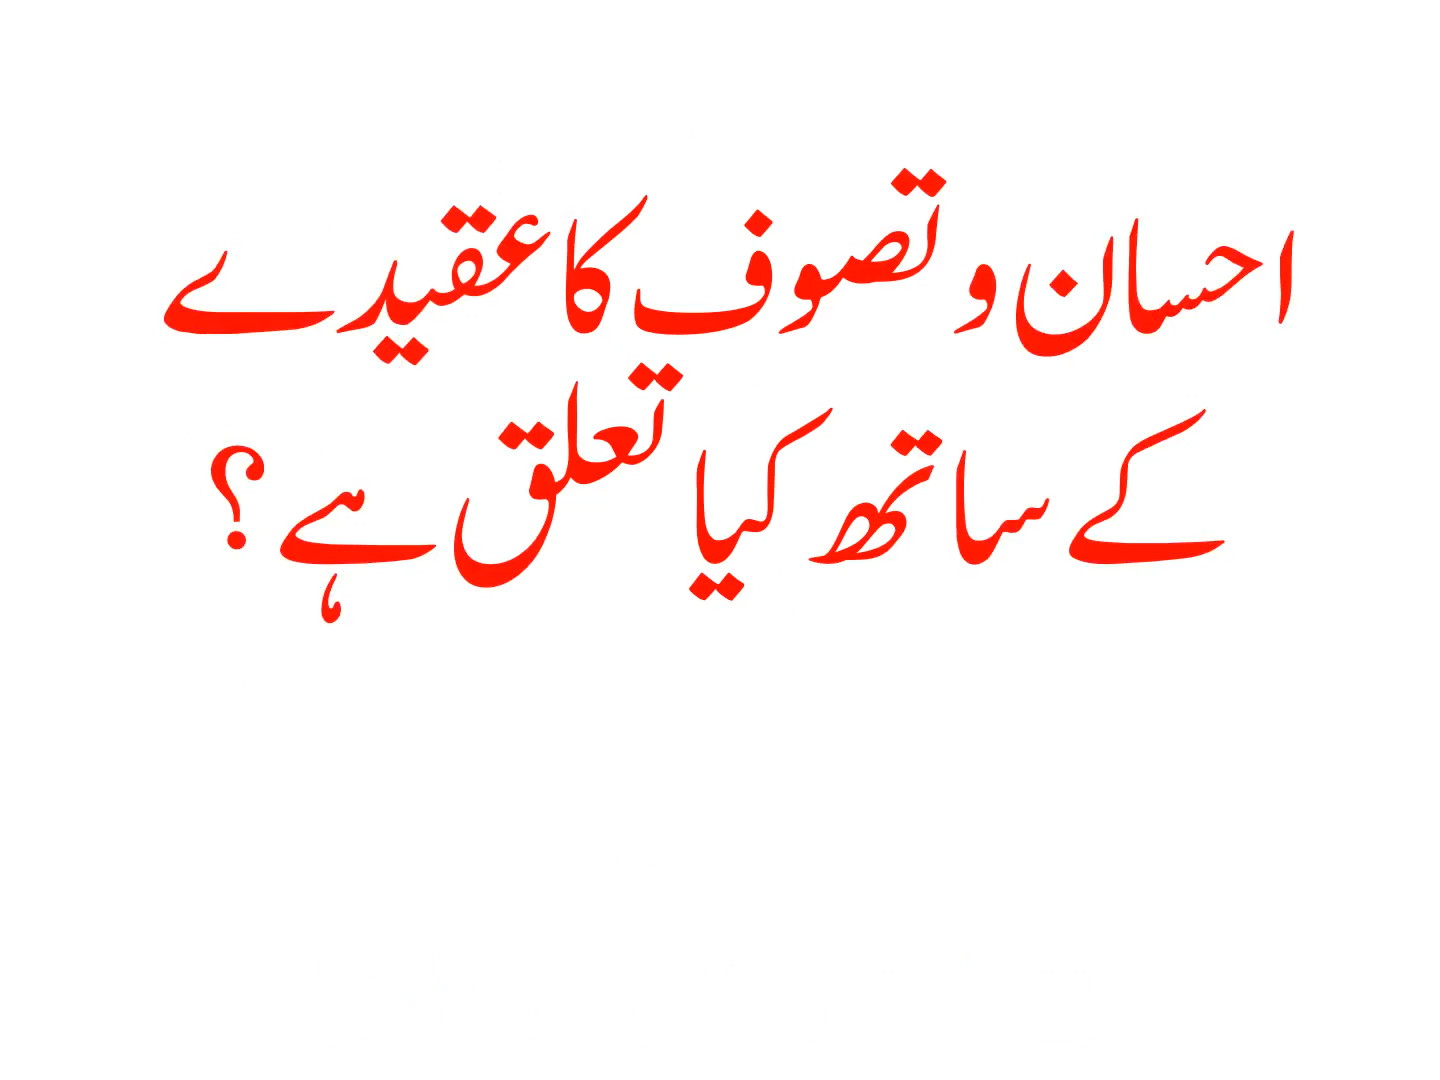 احسان و تصوف کا عقیدے
کے ساتھ کیا تعلق ہے ؟